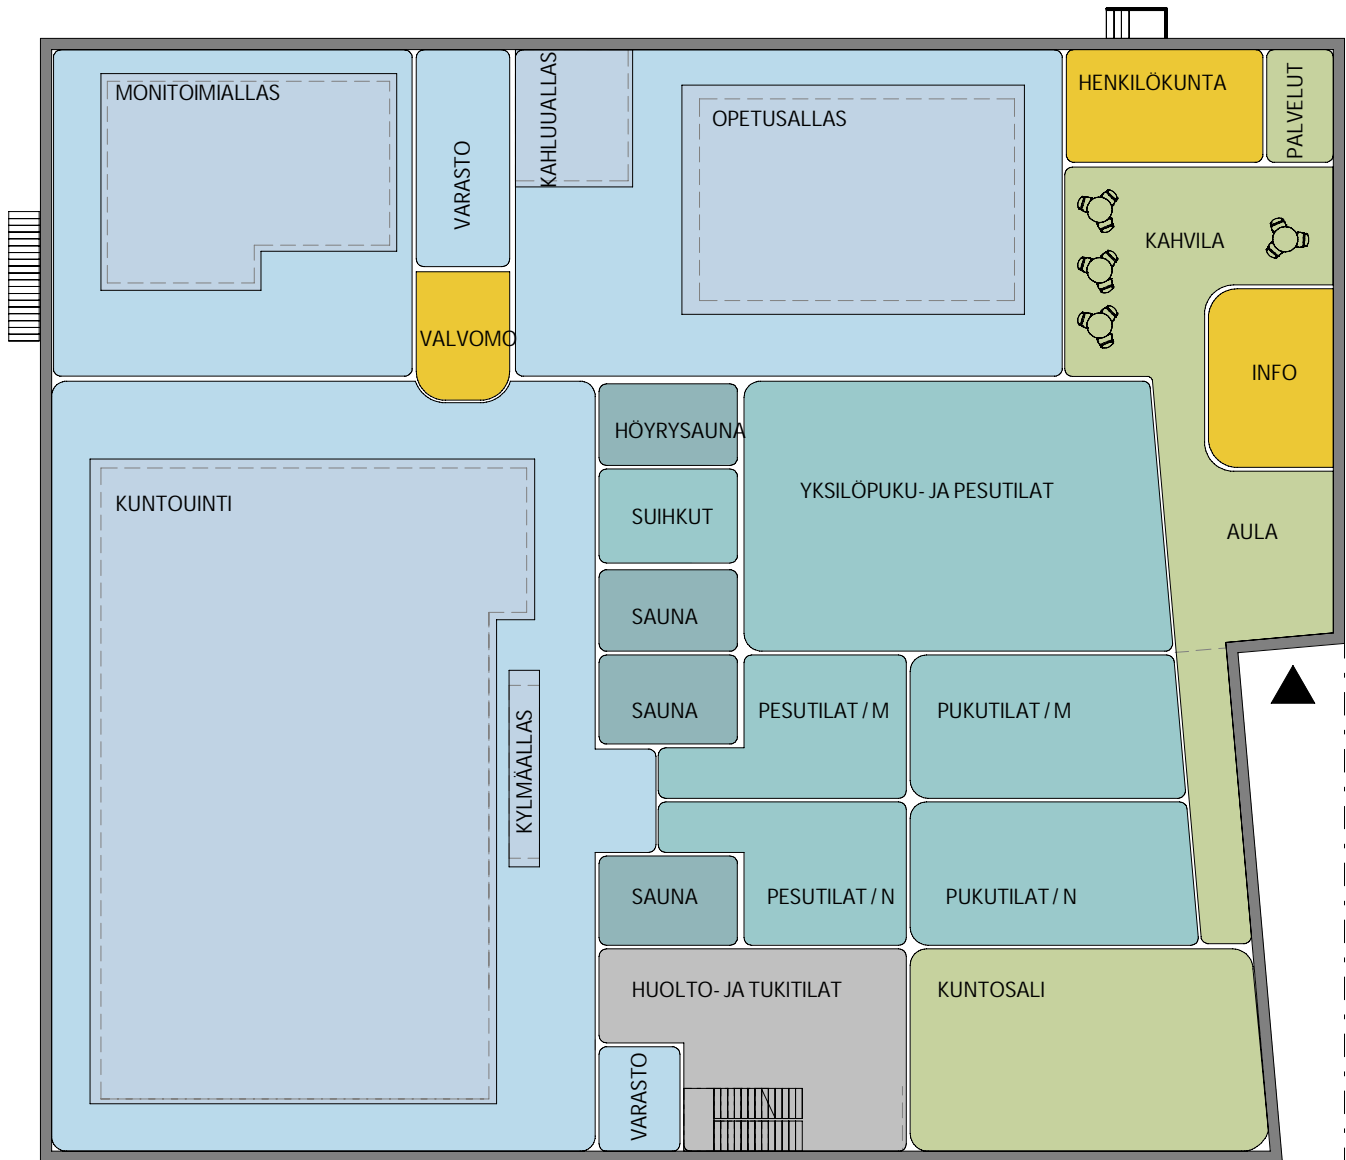 MONITOIMIALLAS
VARASTO
KAHLUUALLAS
OPETUSALLAS
HENKILÖKUNTA
PALVELUT
KAHVILA
VALVOMO
INFO
HÖYRYSAUNA
KUNTOUINTI
SUIHKUT
YKSILÖPUKU- JA PESUTILAT
AULA
SAUNA
SAUNA
PESUTILAT / M
PUKUTILAT / M
KYLMÄALLAS
SAUNA
PESUTILAT / N
PUKUTILAT / N
HUOLTO- JA TUKITILAT
KUNTOSALI
VARASTO